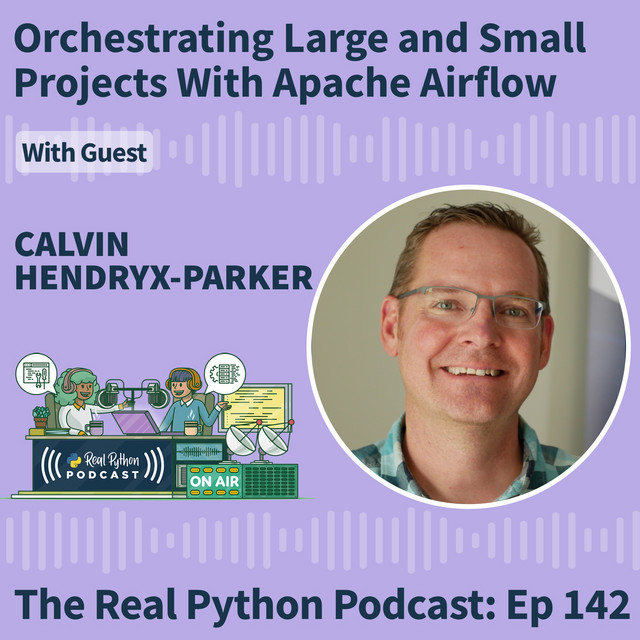 Orchestrating Large and Small
Projects With Apache Airflow
With Guest
CALVIN
HENDRYX-PARKER
Real Python
PODCAST
ON AIR
The Real Python Podcast: Ep 142